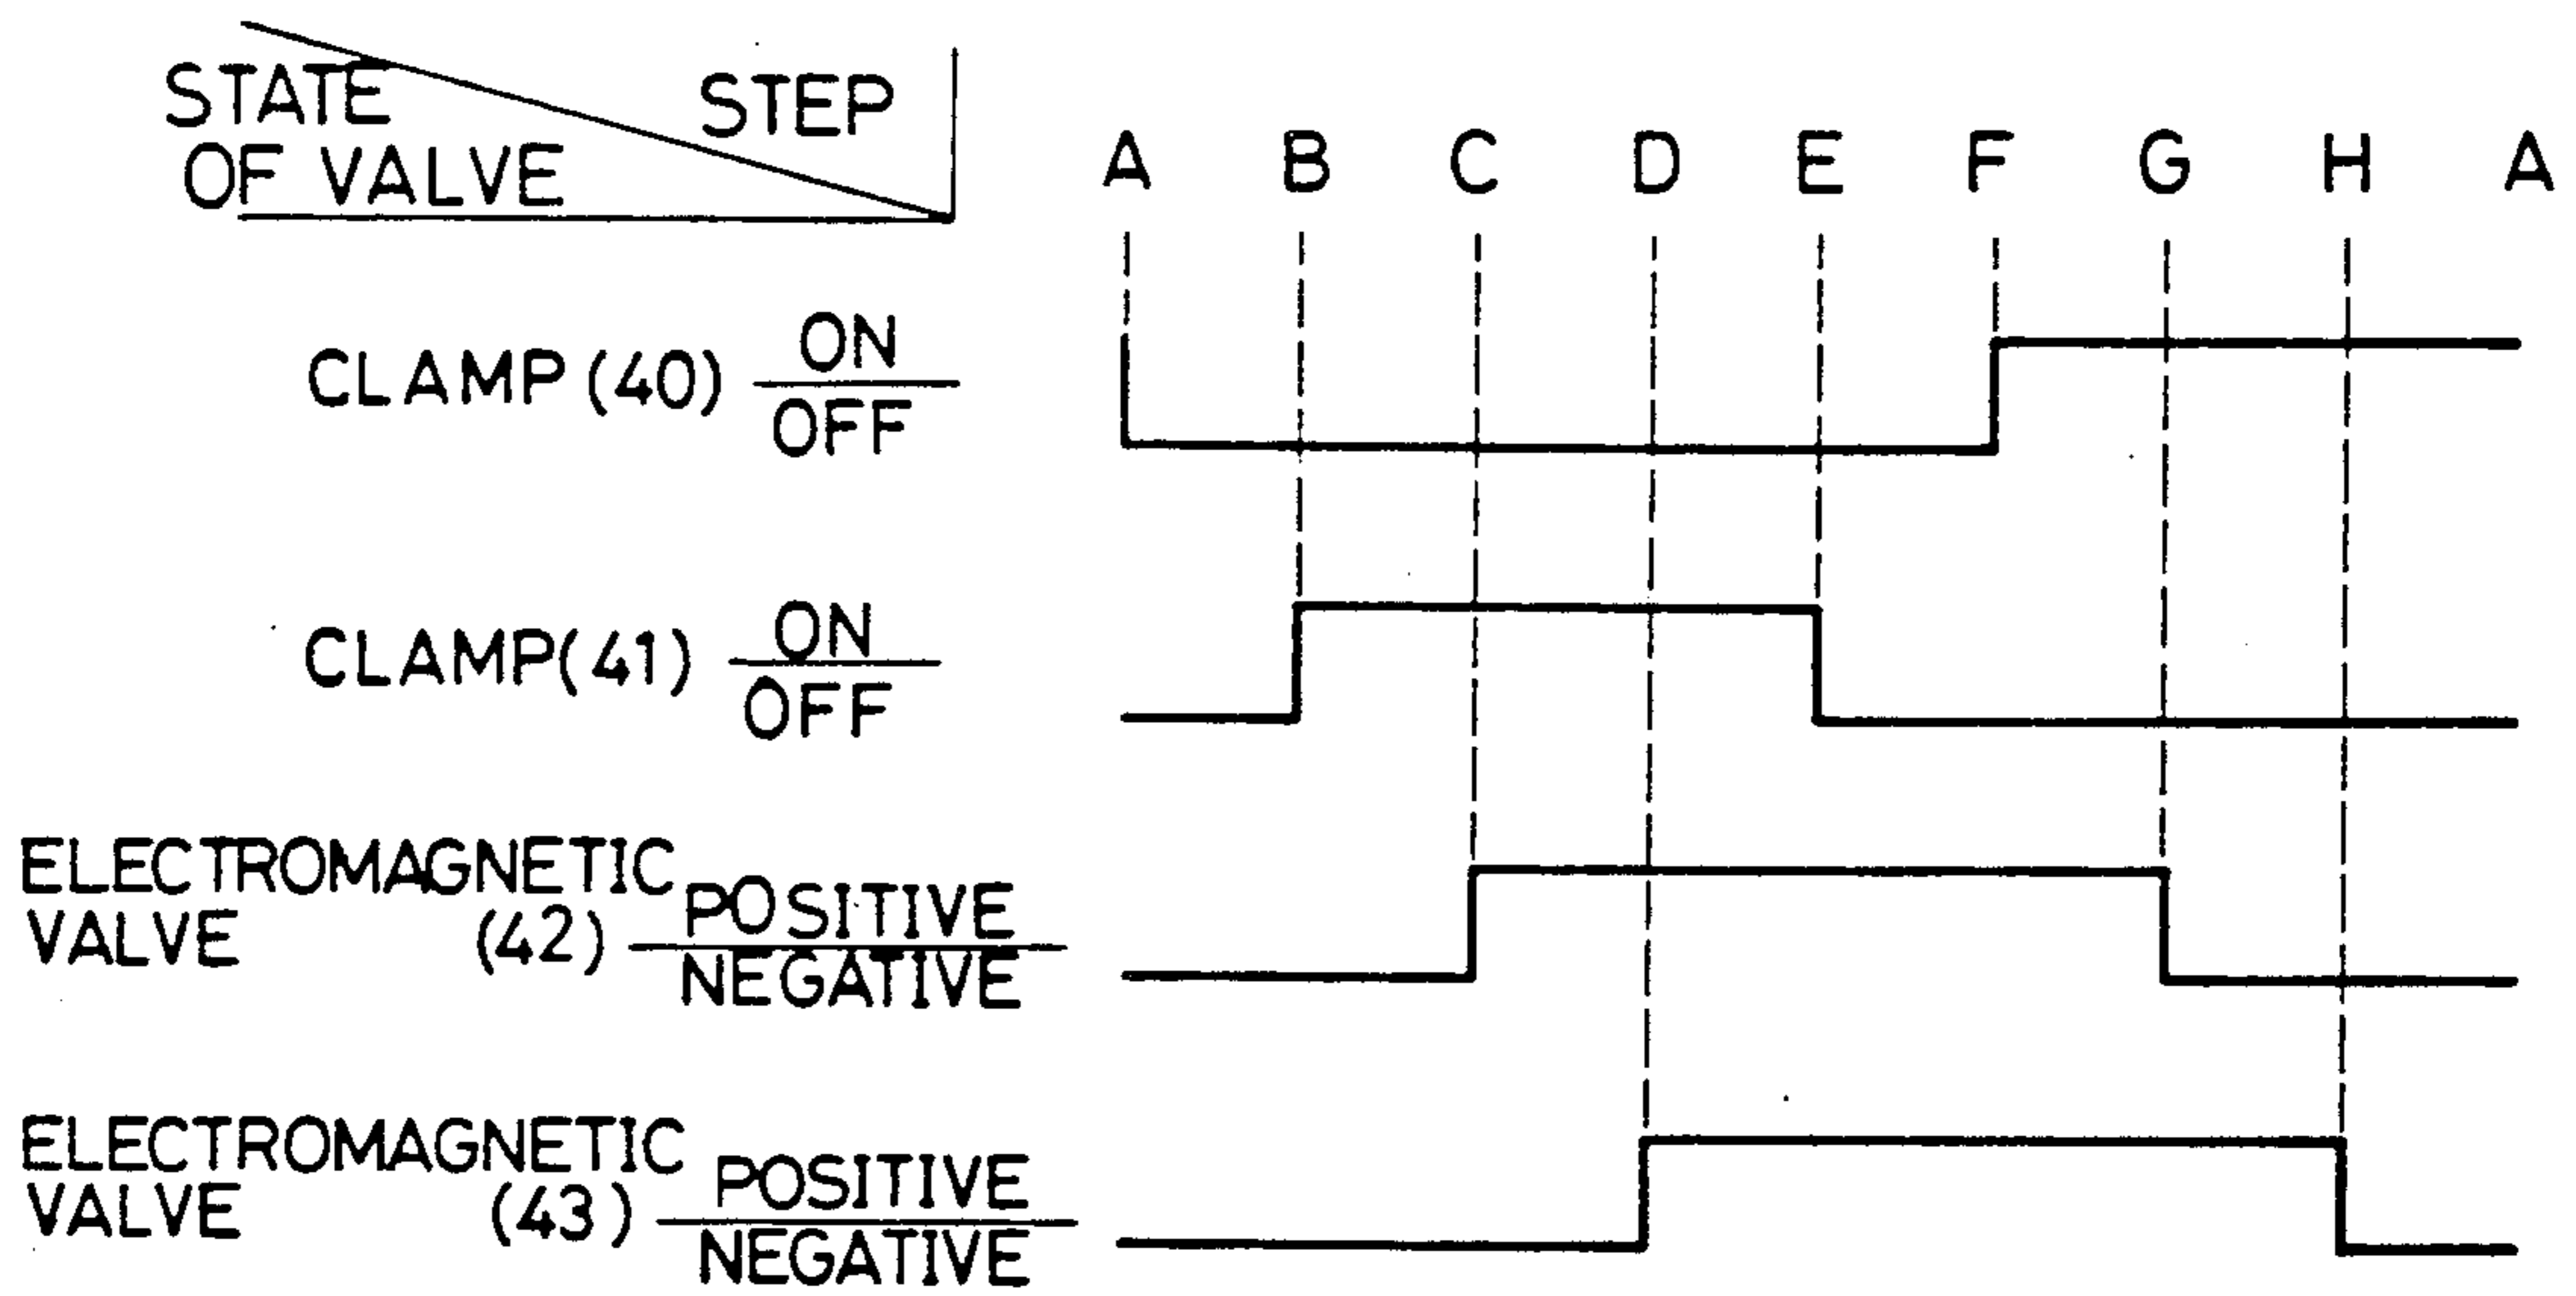 STATE
STEP
OF VALVE
A B C D E F G H A
CLAMP (40) ON
OFF
CLAMP(41) ON
OFF
ELECTROMAGNETIC
VALVE (42) POSITIVE
NEGATIVE
ELECTROMAGNETIC
VALVE (43) POSITIVE
NEGATIVE